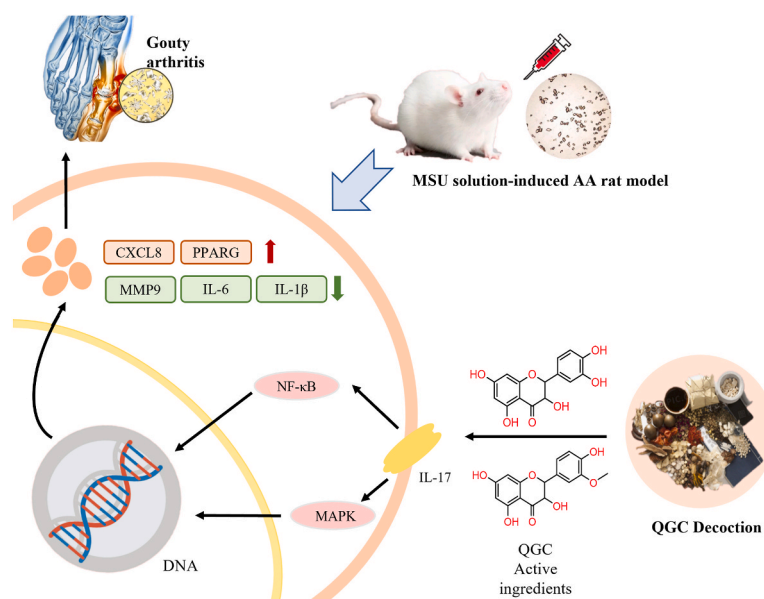 Gouty
arthritis
MSU solution-induced AA rat model
CXCL8 PPARG
MMP9 IL-6 IL-1β
NF-κB
IL-17
MAPK
DNA
HO
O
OH
OH
OH
OH
O
HO
O
OH
O
OH
OH
O
QGC
Active
ingredients
QGC Decoction